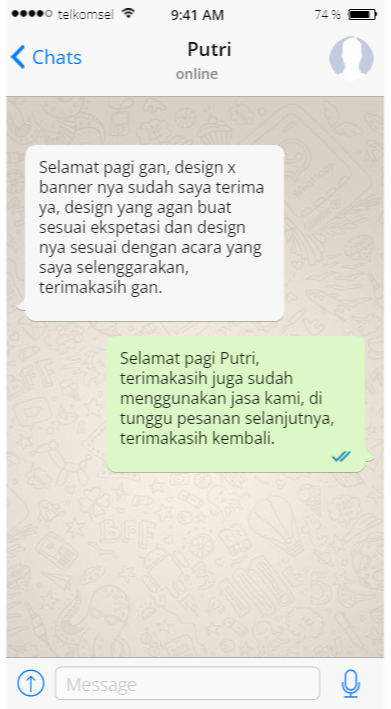 telkomsel 9:41 AM 74 %
Chats Putri
online
Selamat pagi gan, design x
banner nya sudah saya terima
ya, design yang agan buat
sesuai ekspetasi dan design
nya sesuai dengan acara yang
saya selenggarakan,
terimakasih gan.
Selamat pagi Putri,
terimakasih juga sudah
menggunakan jasa kami, di
tunggu pesanan selanjutnya,
terimakasih kembali.
Message